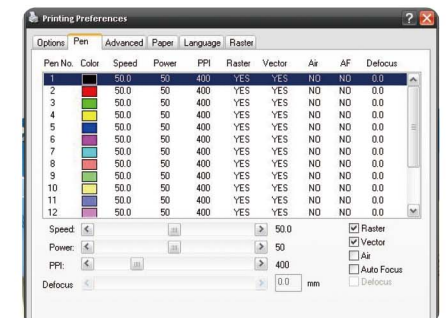 Printing Preferences
Options Pen Advanced Paper Language Raster
Pen No. Color Speed Power PPI Raster Vector Air AF Defocus
1 50.0 50 400 YES YES NO NO 0.0
2 50.0 50 400 YES YES NO NO 0.0
3 50.0 50 400 YES YES NO NO 0.0
4 50.0 50 400 YES YES NO NO 0.0
5 50.0 50 400 YES YES NO NO 0.0
6 50.0 50 400 YES YES NO NO 0.0
7 50.0 50 400 YES YES NO NO 0.0
8 50.0 50 400 YES YES NO NO 0.0
9 50.0 50 400 YES YES NO NO 0.0
10 50.0 50 400 YES YES NO NO 0.0
11 50.0 50 400 YES YES NO NO 0.0
12 50.0 50 400 YES YES NO NO 0.0
Speed: 50.0 Raster
Power: 50 Vector
Air
PPI: 400 Auto Focus
Defocus 0.0 mm Defocus